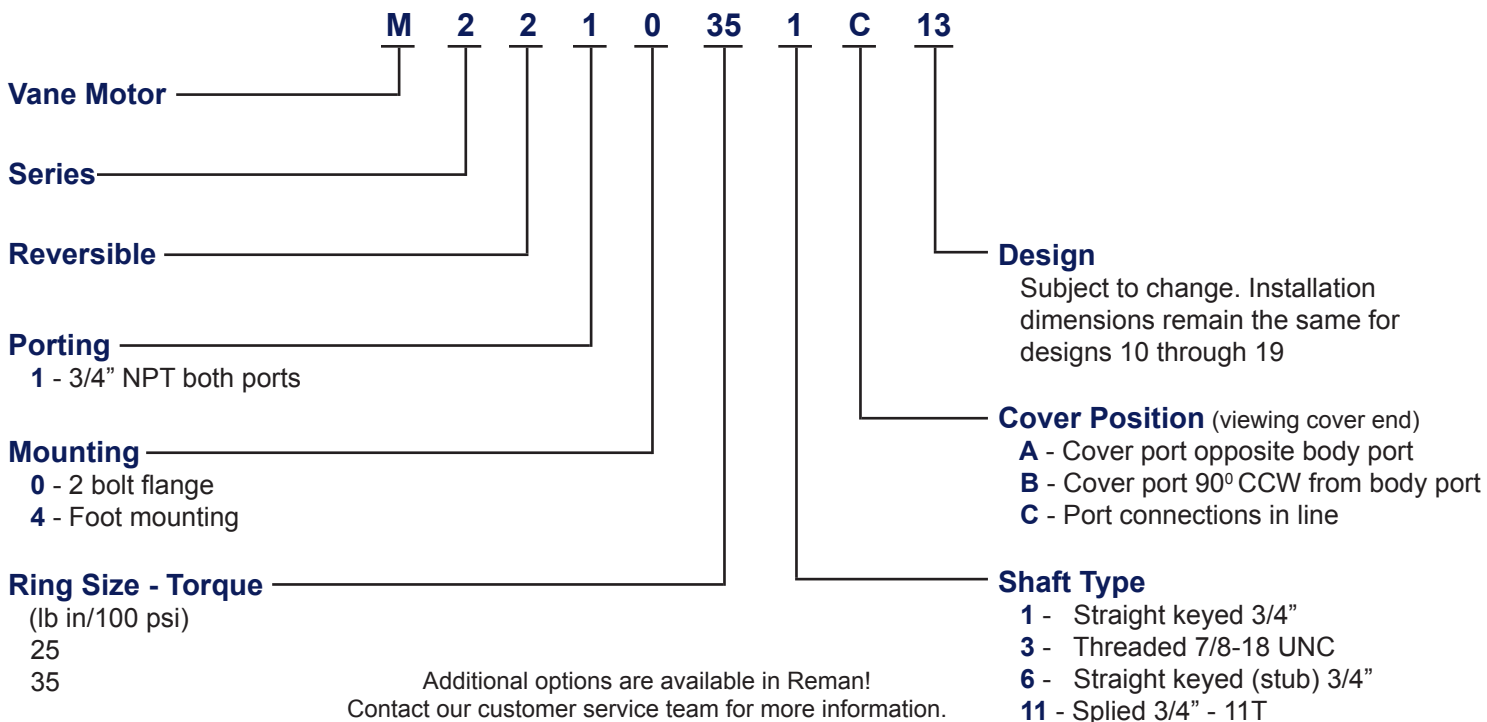 M 2 2 1 0 35 1 C 13
Vane Motor
Series
Reversible
Porting
1 - 3/4” NPT both ports
Mounting
0 - 2 bolt flange
4 - Foot mounting
Ring Size - Torque
(lb in/100 psi)
25
35
Additional options are available in Reman!
Contact our customer service team for more information.
Design
Subject to change. Installation
dimensions remain the same for
designs 10 through 19
Cover Position (viewing cover end)
A - Cover port opposite body port
B - Cover port 90⁰ CCW from body port
C - Port connections in line
Shaft Type
1 - Straight keyed 3/4”
3 - Threaded 7/8-18 UNC
6 - Straight keyed (stub) 3/4”
11 - Splied 3/4” - 11T